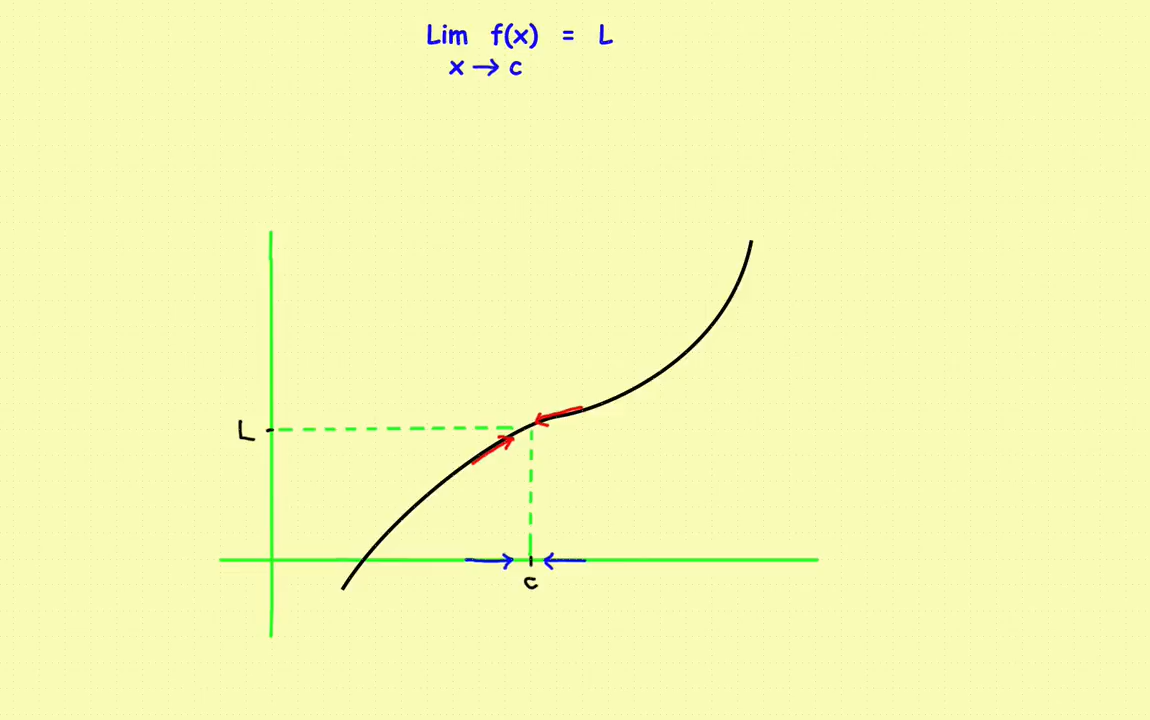 Lim f(x) = L
x → c
L
c